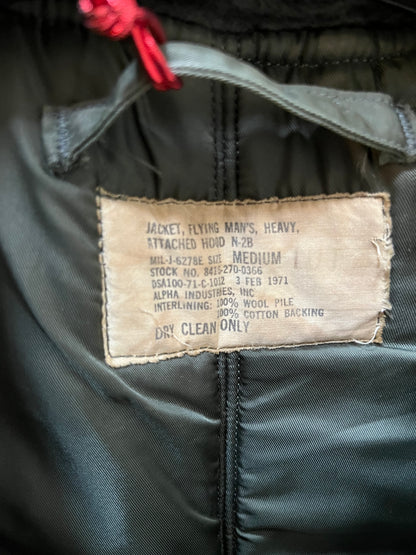 JACKET, FLYING MAN'S, HEAVY,
ATTACHED HOOD N-2B
MIL-J-6278E SIZE MEDIUM
STOCK NO. 8415-270-0366
DSA100-71-C-1012 3 FEB 1971
ALPHA INDUSTRIES, INC
INTERLINING: 100% WOOL PILE
100% COTTON BACKING
DRY CLEAN ONLY